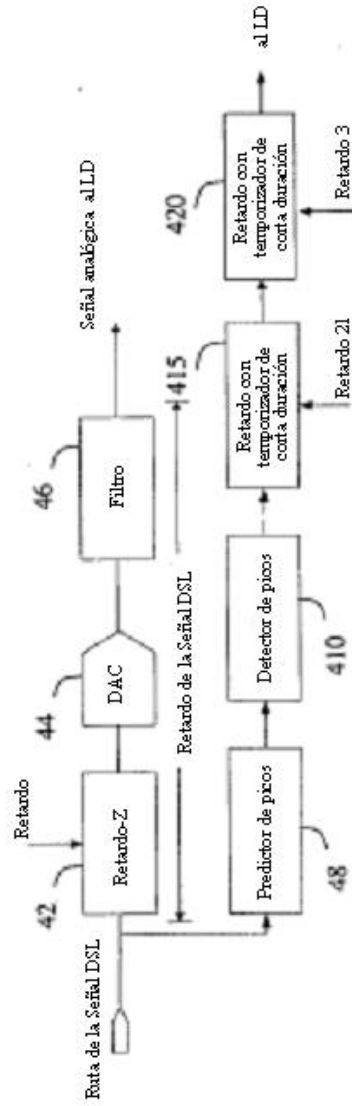 Ruta de la Señal DSL
42
Retardo
Retardo-Z
44
DAC
46
Filtro
Señal analógica al LD
Retardo de la Señal DSL
48
Predictor de picos
410
Detector de picos
415
Retardo con
temporizador de
corta duración
Retardo 21
420
Retardo con
temporizador de
corta duración
Retardo 3
al LD